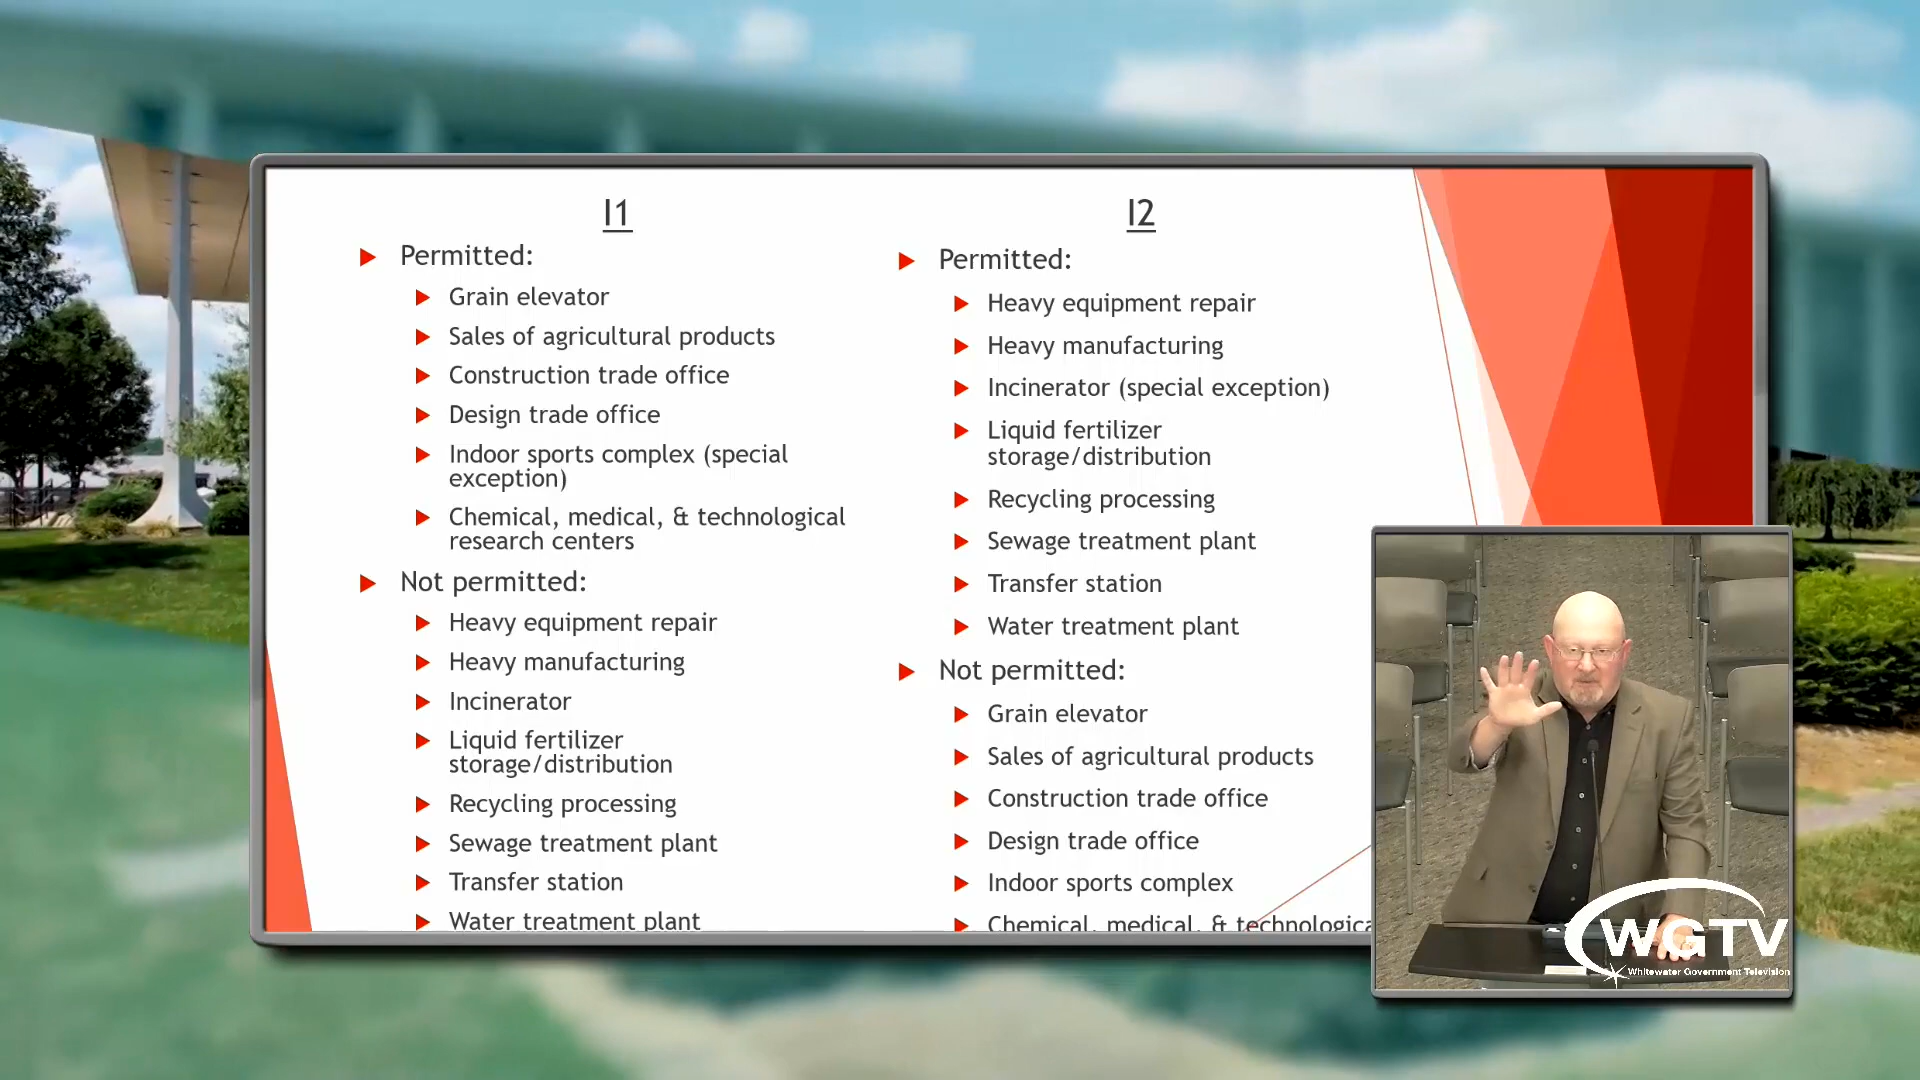 I1
Permitted:
Grain elevator
Sales of agricultural products
Construction trade office
Design trade office
Indoor sports complex (special
exception)
Chemical, medical, & technological
research centers
Not permitted:
Heavy equipment repair
Heavy manufacturing
Incinerator
Liquid fertilizer
storage/distribution
Recycling processing
Sewage treatment plant
Transfer station
Water treatment plant
I2
Permitted:
Heavy equipment repair
Heavy manufacturing
Incinerator (special exception)
Liquid fertilizer
storage/distribution
Recycling processing
Sewage treatment plant
Transfer station
Water treatment plant
Not permitted:
Grain elevator
Sales of agricultural products
Construction trade office
Design trade office
Indoor sports complex
Chemical, medical, & technologica
WGTV
Whitewater Government Television